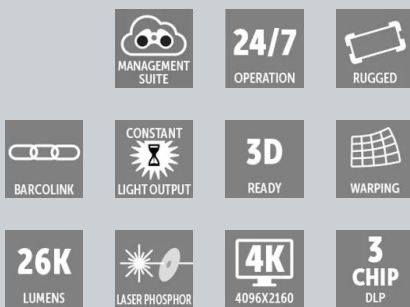 MANAGEMENT
SUITE
24/7
OPERATION
RUGGED
BARCOLINK
CONSTANT
LIGHT OUTPUT
3D
READY
WARPING
26K
LUMENS
LASER PHOSPHOR
4K
4096X2160
3
CHIP
DLP